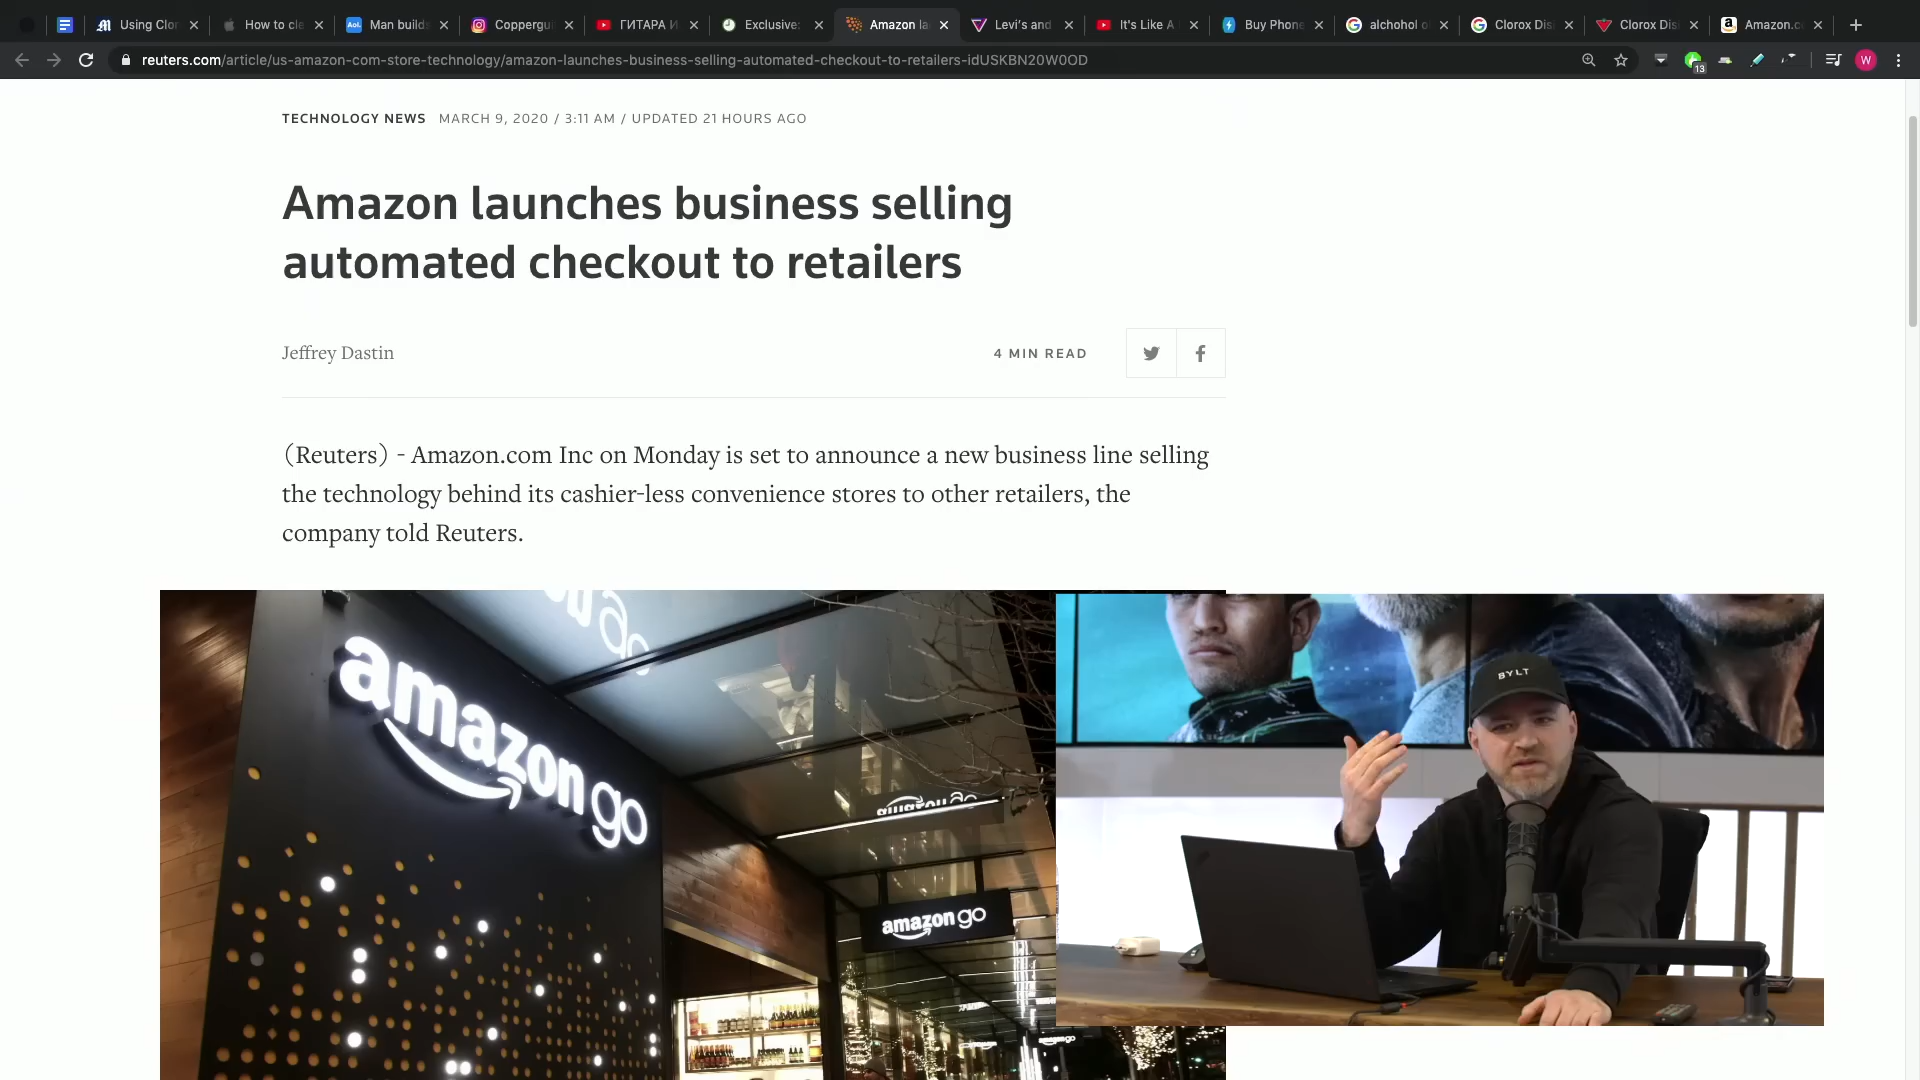 Using Clor
How to cle
Aol.
Man builds
Coppergui
ГИТАРА И
Exclusive:
Amazon la
Levi's and
It's Like A
Buy Phone
alchohol o
Clorox Dis
Clorox Dis
Amazon.co
reuters.com/article/us-amazon-com-store-technology/amazon-launches-business-selling-automated-checkout-to-retailers-idUSKBN20W0OD
13
W
TECHNOLOGY NEWS MARCH 9, 2020 / 3:11 AM / UPDATED 21 HOURS AGO
Amazon launches business selling
automated checkout to retailers
Jeffrey Dastin
4 MIN READ
(Reuters) - Amazon.com Inc on Monday is set to announce a new business line selling
the technology behind its cashier-less convenience stores to other retailers, the
company told Reuters.
amazon go
amazon go
BYLT